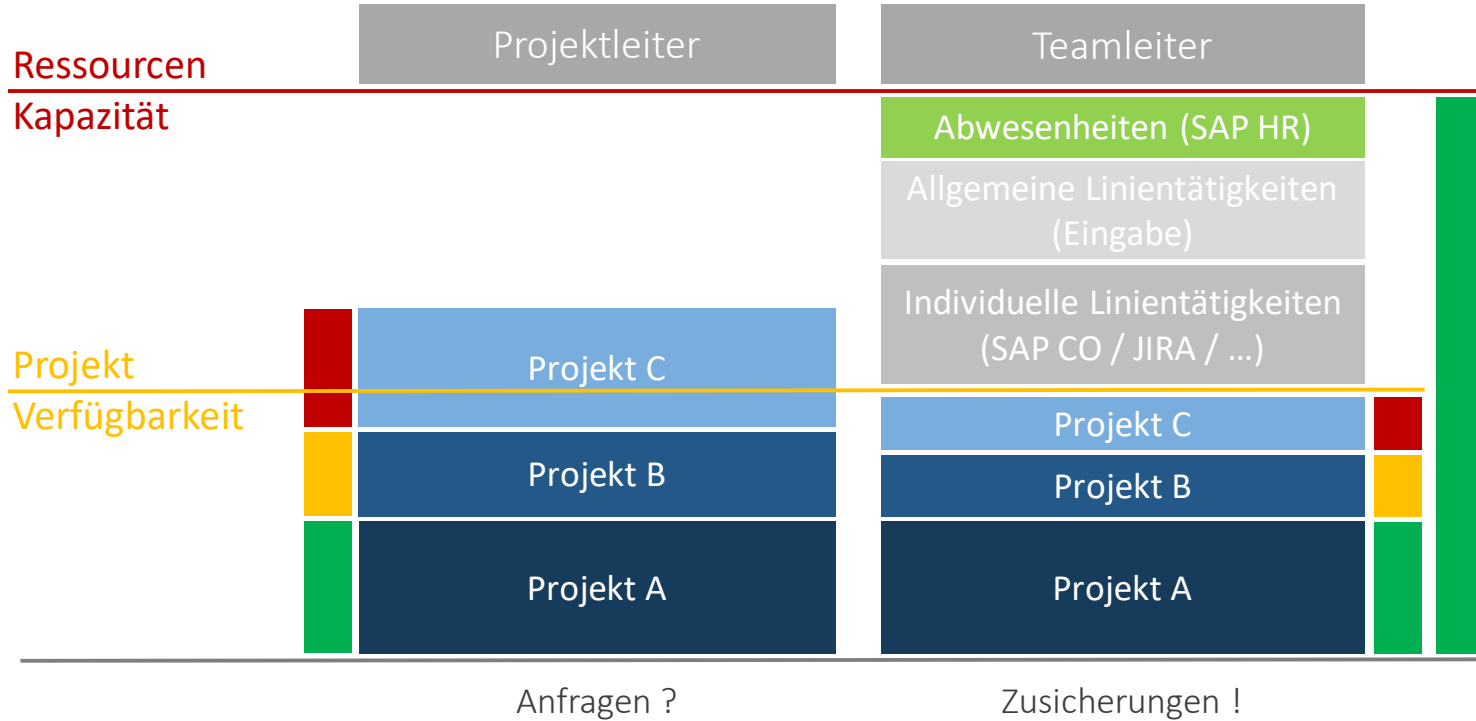 Projektleiter
Teamleiter
Ressourcen
Kapazität
Abwesenheiten (SAP HR)
Allgemeine Linientätigkeiten
(Eingabe)
Individuelle Linientätigkeiten
(SAP CO / JIRA / ...)
Projekt
Verfügbarkeit
Projekt C
Projekt B
Projekt A
Projekt C
Projekt B
Projekt A
Anfragen ?
Zusicherungen !